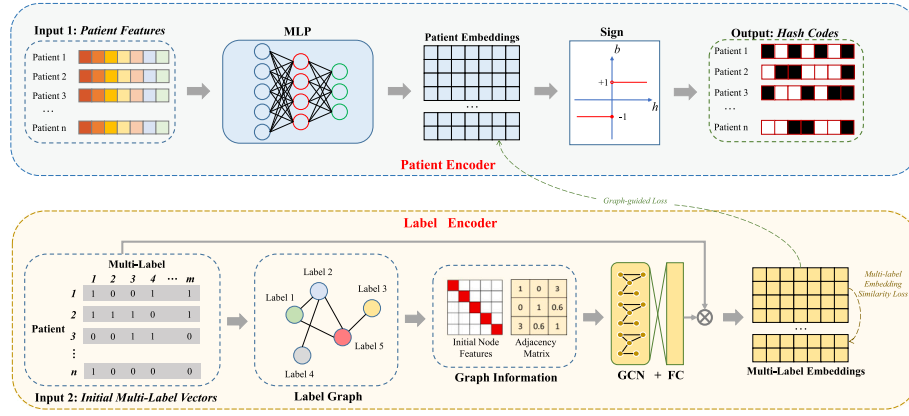 Input 1: Patient Features
MLP
Patient Embeddings
Sign
Output: Hash Codes
Patient 1
Patient 2
Patient 3
...
Patient n
...
b
+1
h
-1
Patient 1
Patient 2
Patient 3
...
Patient n
Patient Encoder
Graph-guided Loss
Label Encoder
Multi-Label
1 2 3 4 ... m
1 1 0 0 1 1
2 1 1 1 0 1
Patient
3 0 0 1 1 0
⋮
n 1 0 0 0 0
Input 2: Initial Multi-Label Vectors
Label 2
Label 1
Label 3
Label 5
Label 4
Label Graph
1 0 3
0 1 0.6
3 0.6 1
Initial Node
Features
Adjacency
Matrix
Graph Information
GCN + FC
Multi-label
Embedding
Similarity Loss
...
Multi-Label Embeddings